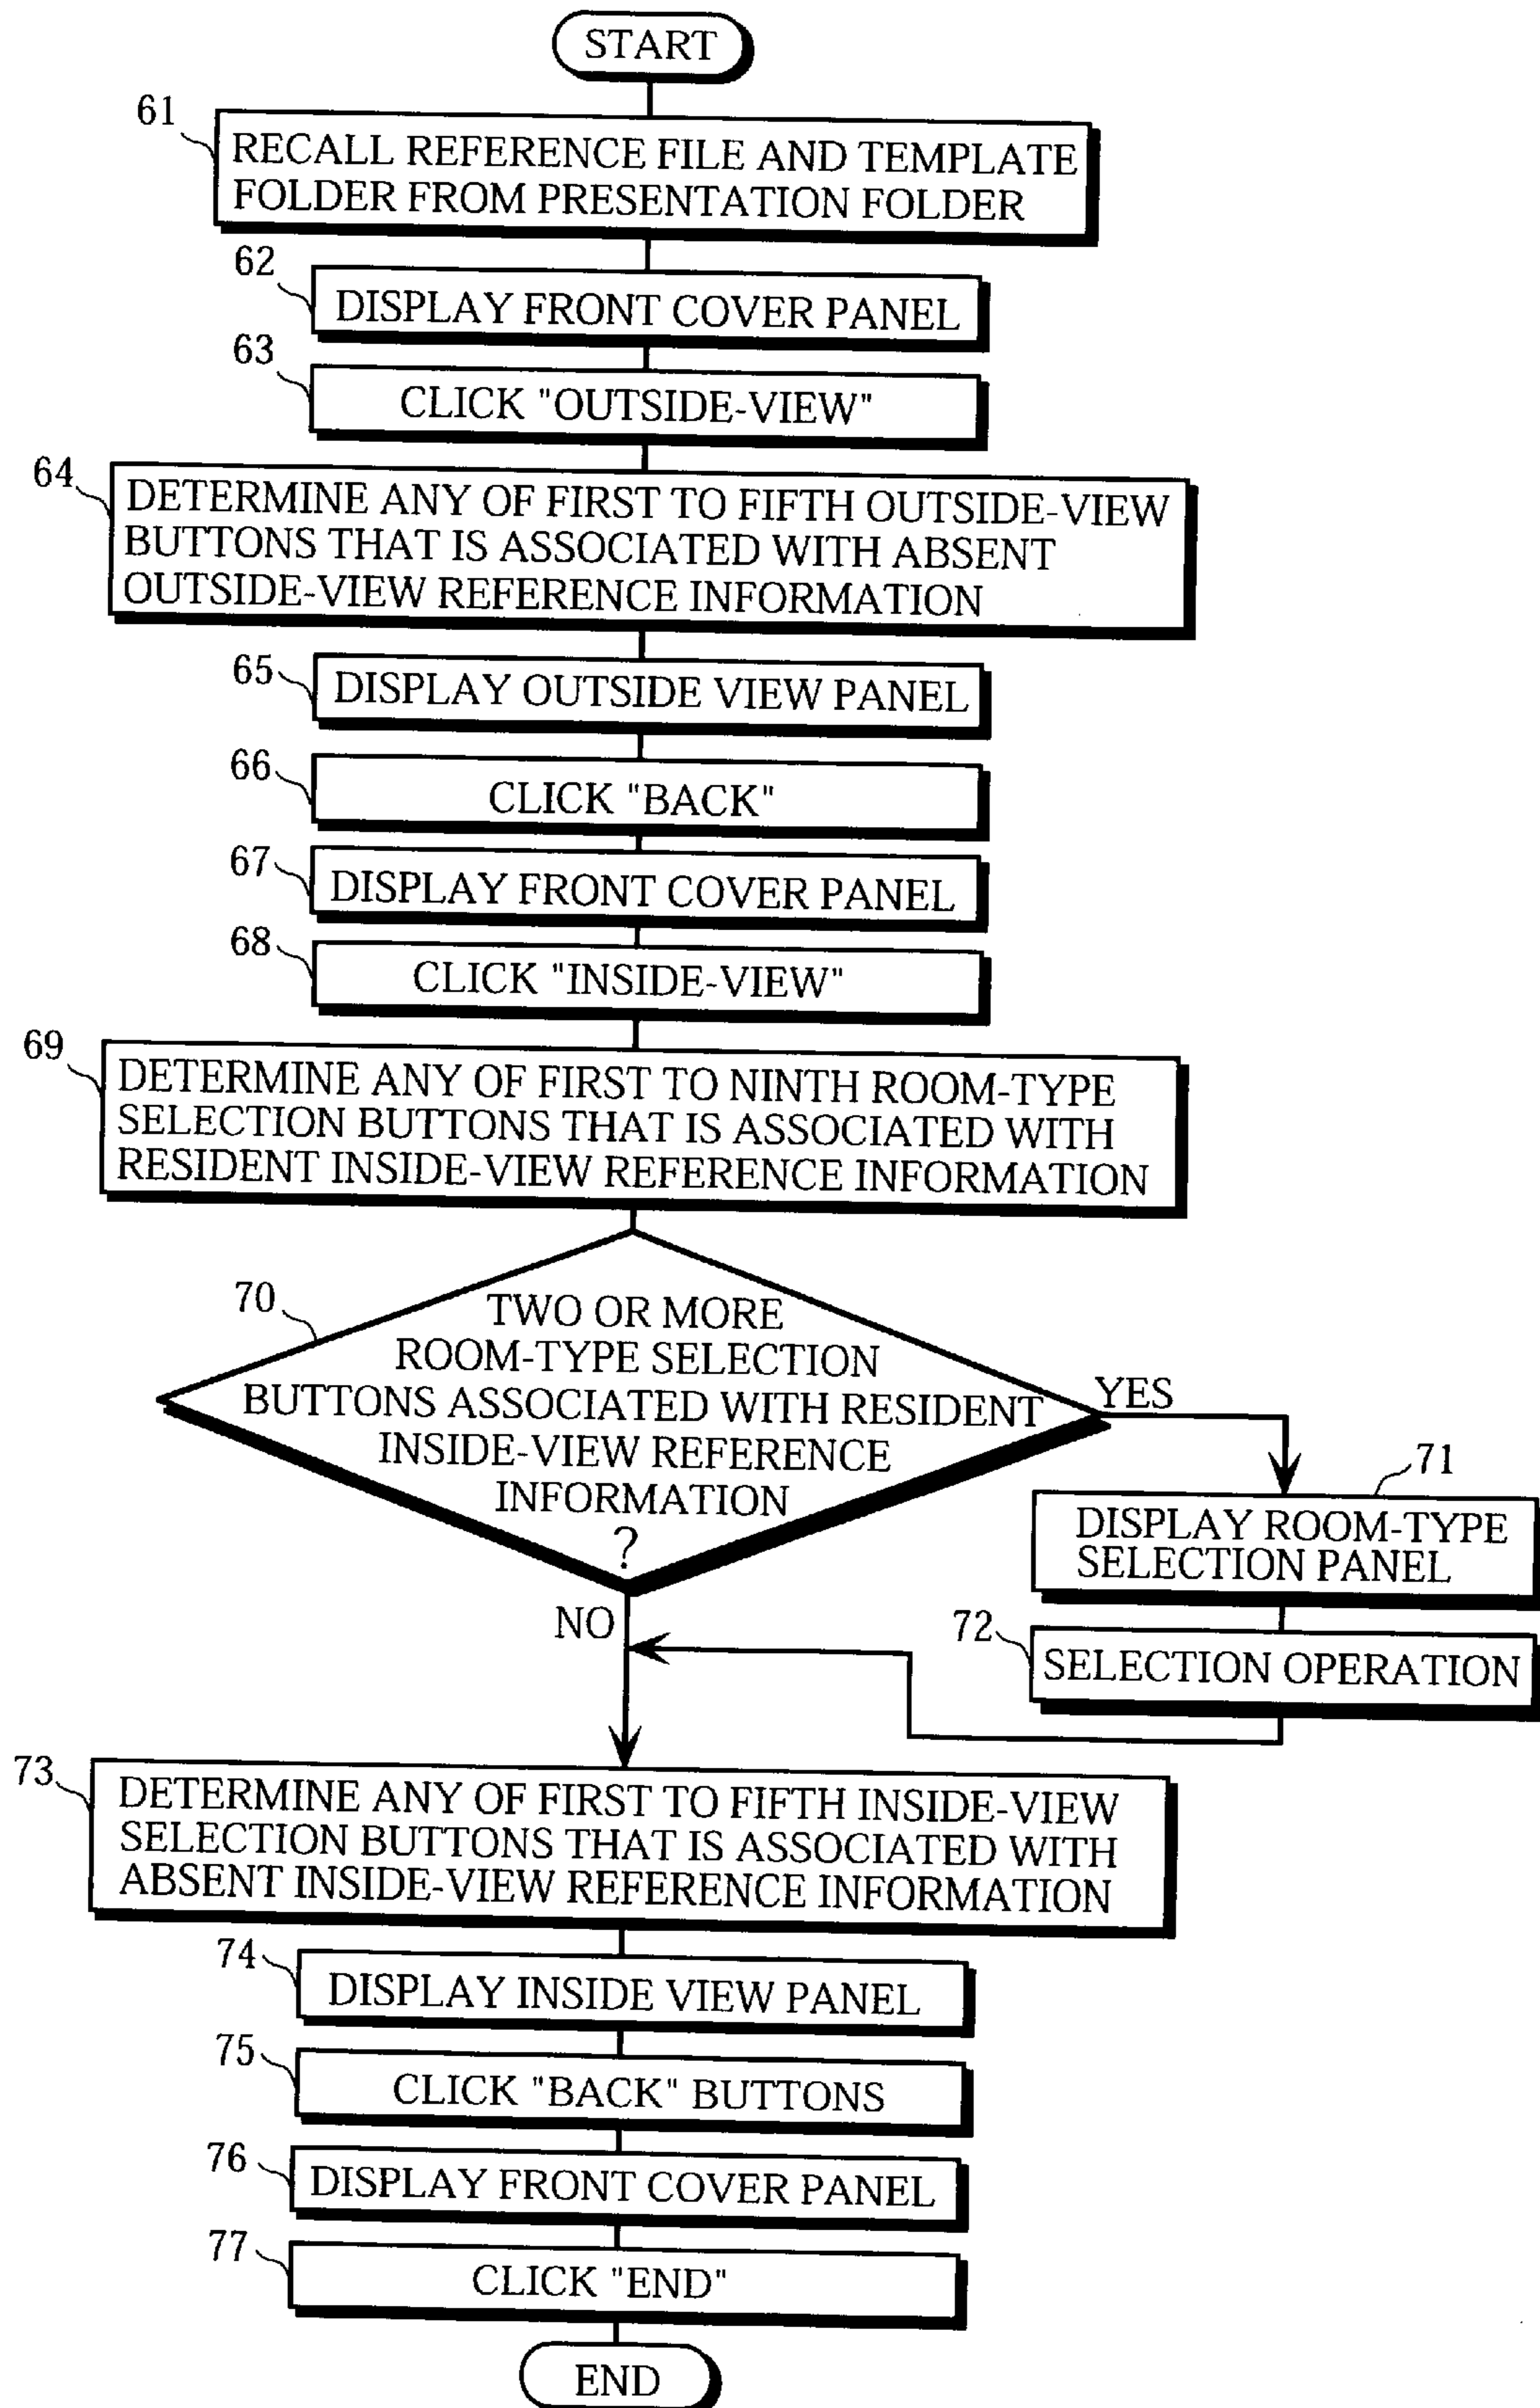 START
61
RECALL REFERENCE FILE AND TEMPLATE
FOLDER FROM PRESENTATION FOLDER
62
DISPLAY FRONT COVER PANEL
63
CLICK "OUTSIDE-VIEW"
64
DETERMINE ANY OF FIRST TO FIFTH OUTSIDE-VIEW
BUTTONS THAT IS ASSOCIATED WITH ABSENT
OUTSIDE-VIEW REFERENCE INFORMATION
65
DISPLAY OUTSIDE VIEW PANEL
66
CLICK "BACK"
67
DISPLAY FRONT COVER PANEL
68
CLICK "INSIDE-VIEW"
69
DETERMINE ANY OF FIRST TO NINTH ROOM-TYPE
SELECTION BUTTONS THAT IS ASSOCIATED WITH
RESIDENT INSIDE-VIEW REFERENCE INFORMATION
70
TWO OR MORE
ROOM-TYPE SELECTION
BUTTONS ASSOCIATED WITH RESIDENT
INSIDE-VIEW REFERENCE
INFORMATION
?
YES
71
DISPLAY ROOM-TYPE
SELECTION PANEL
72
SELECTION OPERATION
NO
73
DETERMINE ANY OF FIRST TO FIFTH INSIDE-VIEW
SELECTION BUTTONS THAT IS ASSOCIATED WITH
ABSENT INSIDE-VIEW REFERENCE INFORMATION
74
DISPLAY INSIDE VIEW PANEL
75
CLICK "BACK" BUTTONS
76
DISPLAY FRONT COVER PANEL
77
CLICK "END"
END